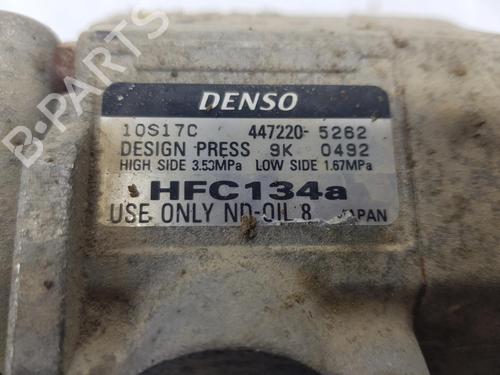 DENSO
10S17C 447220-5262
DESIGN PRESS 9K 0492
HIGH SIDE 3.53MPa LOW SIDE 1.67MPa
HFC134a
USE ONLY ND-OIL 8 JAPAN
B-PARTS